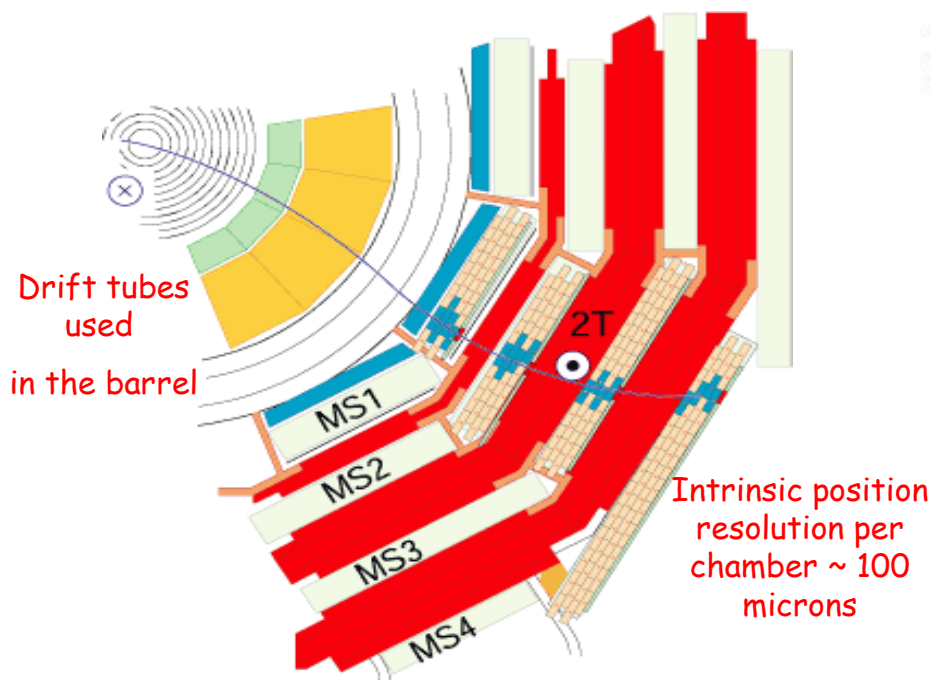 2T
Drift tubes
used
in the barrel
MS1
MS2
MS3
MS4
Intrinsic position
resolution per
chamber ~ 100
microns